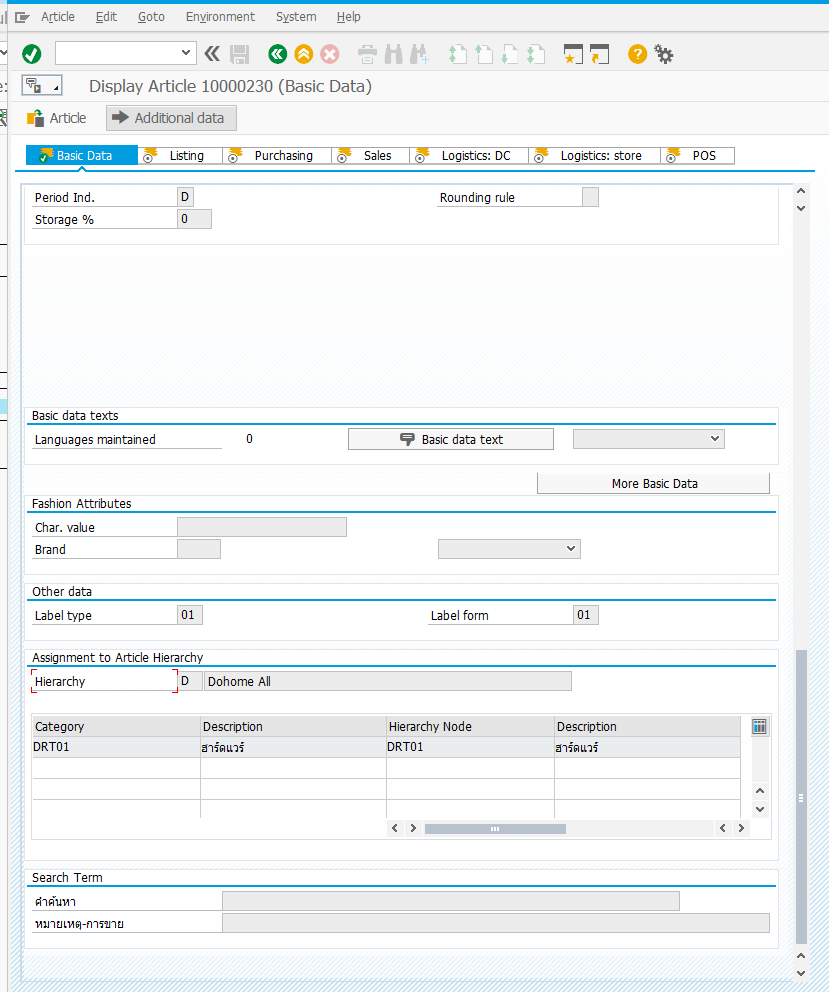 Article Edit Goto Environment System Help
Display Article 10000230 (Basic Data)
Article Additional data
Basic Data Listing Purchasing Sales Logistics: DC Logistics: store POS
Period Ind. D Rounding rule
Storage % 0
Basic data texts
Languages maintained 0 Basic data text
More Basic Data
Fashion Attributes
Char. value
Brand
Other data
Label type 01 Label form 01
Assignment to Article Hierarchy
Hierarchy D Dohome All
Category Description Hierarchy Node Description
DRT01 ฮาร์ดแวร์ DRT01 ฮาร์ดแวร์
Search Term
คำค้นหา
หมายเหตุ-การขาย